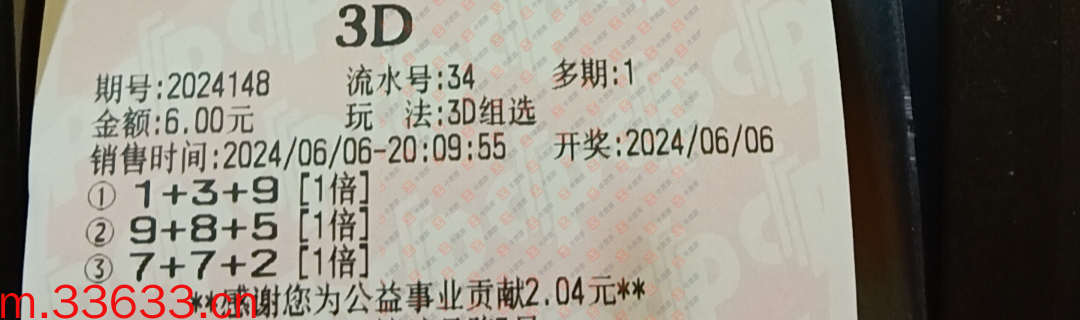 3D
期号:2024148 流水号:34 多期:1
金额:6.00元 玩 法:3D组选
销售时间:2024/06/06-20:09:55 开奖:2024/06/06
① 1+3+9 [1倍]
② 9+8+5 [1倍]
③ 7+7+2 [1倍]
**感谢您为公益事业贡献2.04元**
m.33633.cn